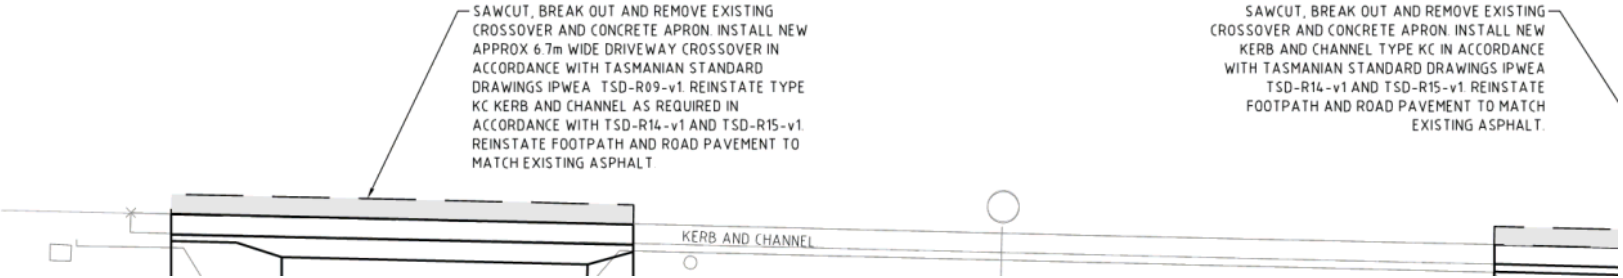 SAWCUT, BREAK OUT AND REMOVE EXISTING
CROSSOVER AND CONCRETE APRON. INSTALL NEW
APPROX 6.7m WIDE DRIVEWAY CROSSOVER IN
ACCORDANCE WITH TASMANIAN STANDARD
DRAWINGS IPWEA TSD-R09-v1. REINSTATE TYPE
KC KERB AND CHANNEL AS REQUIRED IN
ACCORDANCE WITH TSD-R14-v1 AND TSD-R15-v1.
REINSTATE FOOTPATH AND ROAD PAVEMENT TO
MATCH EXISTING ASPHALT.
SAWCUT, BREAK OUT AND REMOVE EXISTING
CROSSOVER AND CONCRETE APRON. INSTALL NEW
KERB AND CHANNEL TYPE KC IN ACCORDANCE
WITH TASMANIAN STANDARD DRAWINGS IPWEA
TSD-R14-v1 AND TSD-R15-v1. REINSTATE
FOOTPATH AND ROAD PAVEMENT TO MATCH
EXISTING ASPHALT.
KERB AND CHANNEL